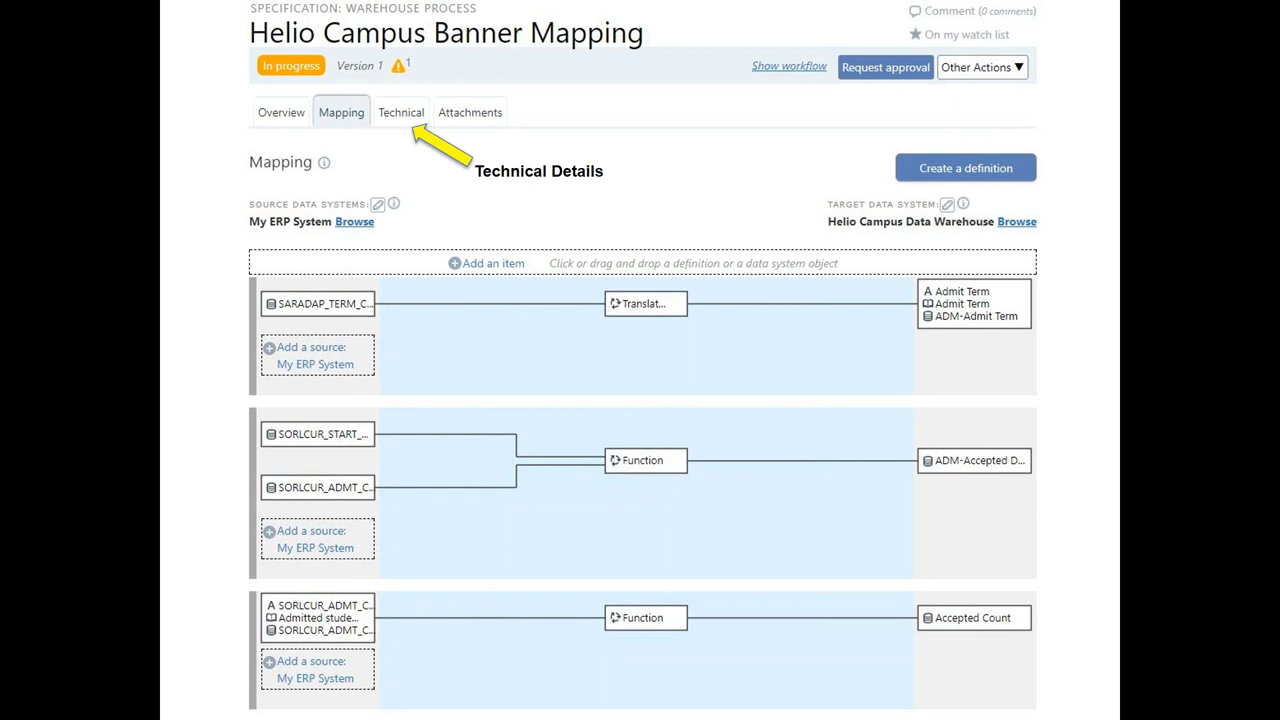 SPECIFICATION: WAREHOUSE PROCESS
Comment (0 comments)
Helio Campus Banner Mapping
On my watch list
In progress Version 1 1 Show workflow Request approval Other Actions ▼
Overview Mapping Technical Attachments
Mapping Create a definition
Technical Details
SOURCE DATA SYSTEMS: TARGET DATA SYSTEM:
My ERP System Browse Helio Campus Data Warehouse Browse
Add an item Click or drag and drop a definition or a data system object
SARADAP_TERM_C... Translat... A Admit Term
Admit Term
ADM-Admit Term
Add a source:
My ERP System
SORLCUR_START_...
Function ADM-Accepted D...
SORLCUR_ADMT_C...
Add a source:
My ERP System
A SORLCUR_ADMT_C...
Admitted stude... Function Accepted Count
SORLCUR_ADMT_C...
Add a source:
My ERP System